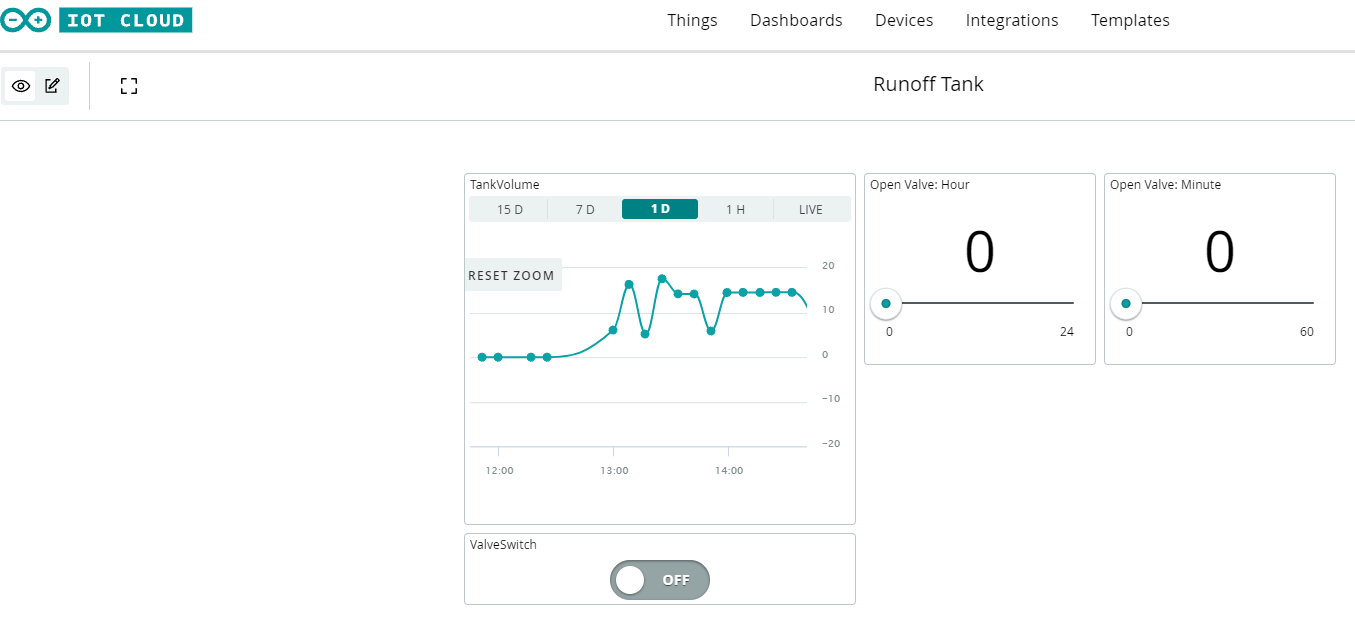 IOT CLOUD
Things Dashboards Devices Integrations Templates
Runoff Tank
TankVolume
15 D 7 D 1 D 1 H LIVE
RESET ZOOM
20
10
0
−10
−20
12:00 13:00 14:00
Open Valve: Hour
0
0 24
Open Valve: Minute
0
0 60
ValveSwitch
OFF